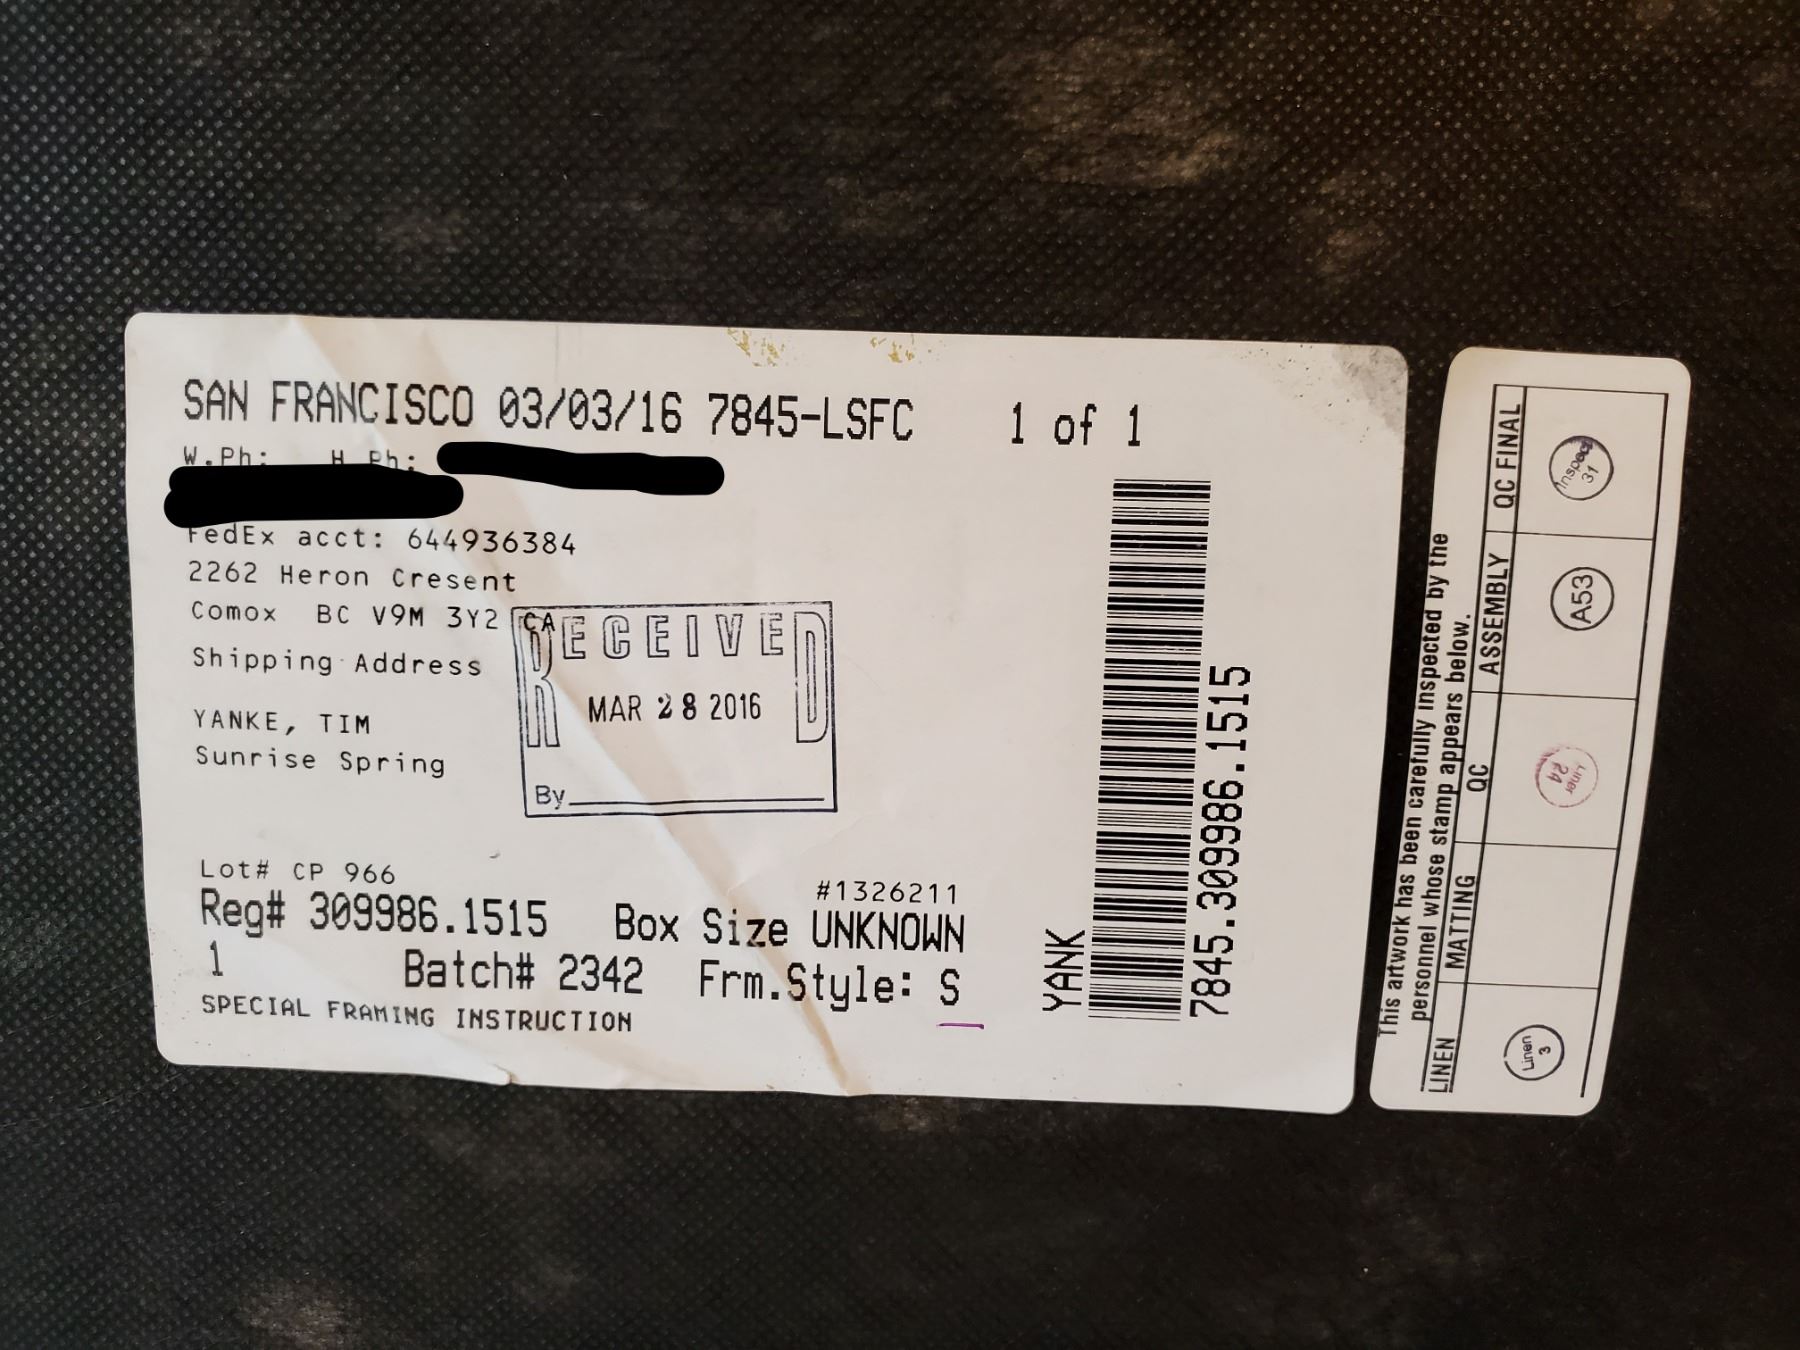 SAN FRANCISCO 03/03/16 7845-LSFC 1 of 1
W.Ph: H Ph:
FedEx acct: 644936384
2262 Heron Cresent
Comox BC V9M 3Y2 CA
Shipping Address
YANKE, TIM
Sunrise Spring
RECEIVED
MAR 28 2016
By
Lot# CP 966
#1326211
Reg# 309986.1515 Box Size UNKNOWN
1 Batch# 2342 Frm.Style: S
SPECIAL FRAMING INSTRUCTION
YANK
7845.309986.1515
This artwork has been carefully inspected by the
personnel whose stamp appears below.
LINEN MATTING QC ASSEMBLY QC FINAL
Linen 3
Liner 24
A53
Inspect 31